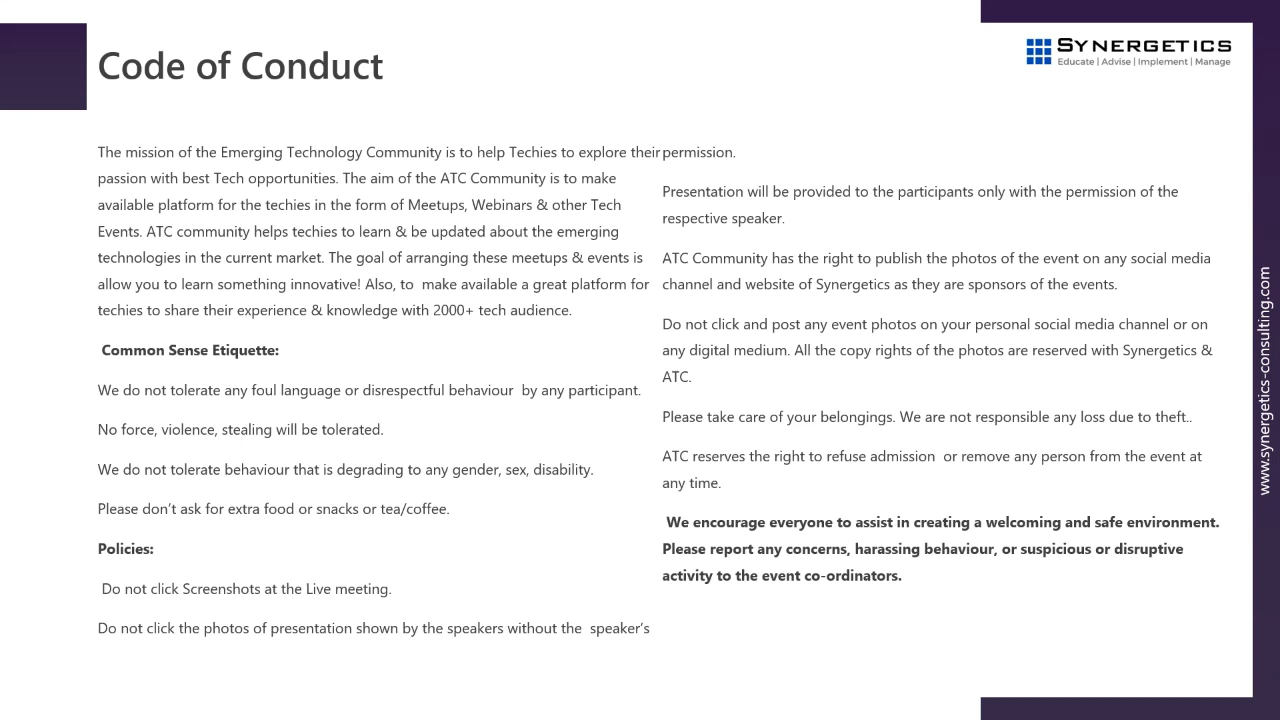 Code of Conduct
SYNERGETICS
Educate | Advise | Implement | Manage
The mission of the Emerging Technology Community is to help Techies to explore their
passion with best Tech opportunities. The aim of the ATC Community is to make
available platform for the techies in the form of Meetups, Webinars & other Tech
Events. ATC community helps techies to learn & be updated about the emerging
technologies in the current market. The goal of arranging these meetups & events is
allow you to learn something innovative! Also, to  make available a great platform for
techies to share their experience & knowledge with 2000+ tech audience.
Common Sense Etiquette:
We do not tolerate any foul language or disrespectful behaviour  by any participant.
No force, violence, stealing will be tolerated.
We do not tolerate behaviour that is degrading to any gender, sex, disability.
Please don’t ask for extra food or snacks or tea/coffee.
Policies:
Do not click Screenshots at the Live meeting.
Do not click the photos of presentation shown by the speakers without the  speaker’s
permission.
Presentation will be provided to the participants only with the permission of the
respective speaker.
ATC Community has the right to publish the photos of the event on any social media
channel and website of Synergetics as they are sponsors of the events.
Do not click and post any event photos on your personal social media channel or on
any digital medium. All the copy rights of the photos are reserved with Synergetics &
ATC.
Please take care of your belongings. We are not responsible any loss due to theft..
ATC reserves the right to refuse admission  or remove any person from the event at
any time.
We encourage everyone to assist in creating a welcoming and safe environment.
Please report any concerns, harassing behaviour, or suspicious or disruptive
activity to the event co-ordinators.
www.synergetics-consulting.com